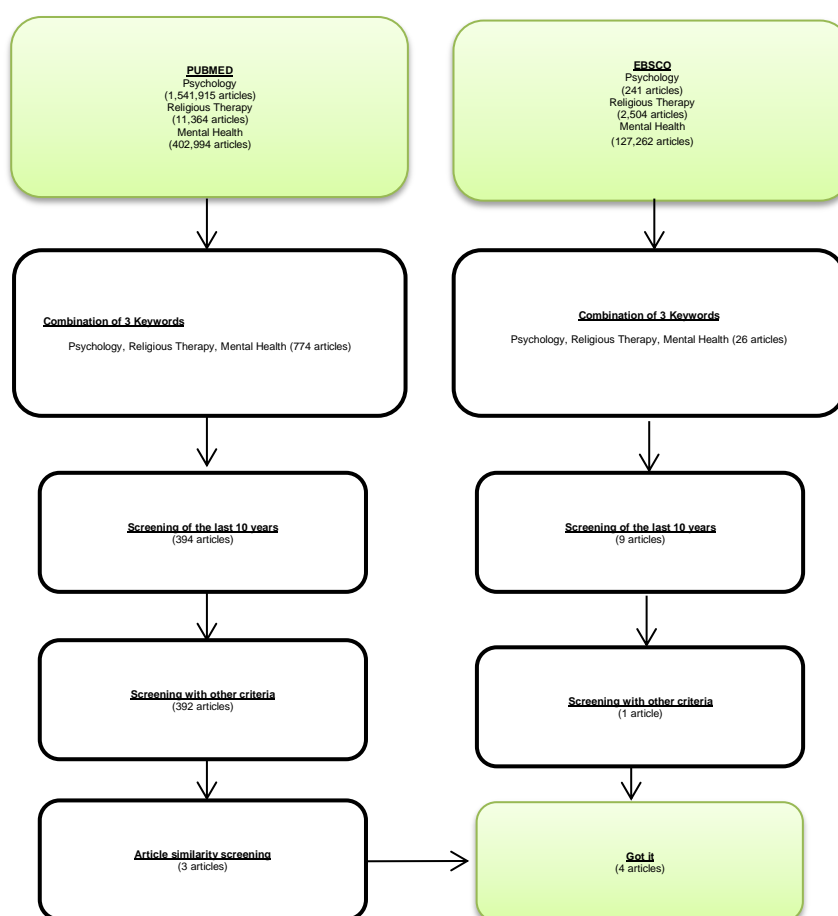 PUBMED
Psychology
(1,541,915 articles)
Religious Therapy
(11,364 articles)
Mental Health
(402,994 articles)
EBSCO
Psychology
(241 articles)
Religious Therapy
(2,504 articles)
Mental Health
(127,262 articles)
Combination of 3 Keywords
Psychology, Religious Therapy, Mental Health (774 articles)
Combination of 3 Keywords
Psychology, Religious Therapy, Mental Health (26 articles)
Screening of the last 10 years
(394 articles)
Screening of the last 10 years
(9 articles)
Screening with other criteria
(392 articles)
Screening with other criteria
(1 article)
Article similarity screening
(3 articles)
Got it
(4 articles)